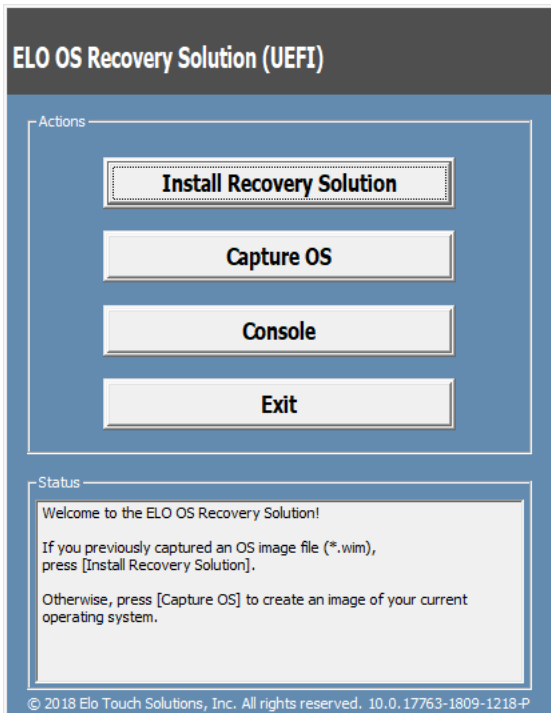 ELO OS Recovery Solution (UEFI)
Actions
Install Recovery Solution
Capture OS
Console
Exit
Status
Welcome to the ELO OS Recovery Solution!
If you previously captured an OS image file (*.wim),
press [Install Recovery Solution].
Otherwise, press [Capture OS] to create an image of your current
operating system.
© 2018 Elo Touch Solutions, Inc. All rights reserved. 10.0.17763-1809-1218-P